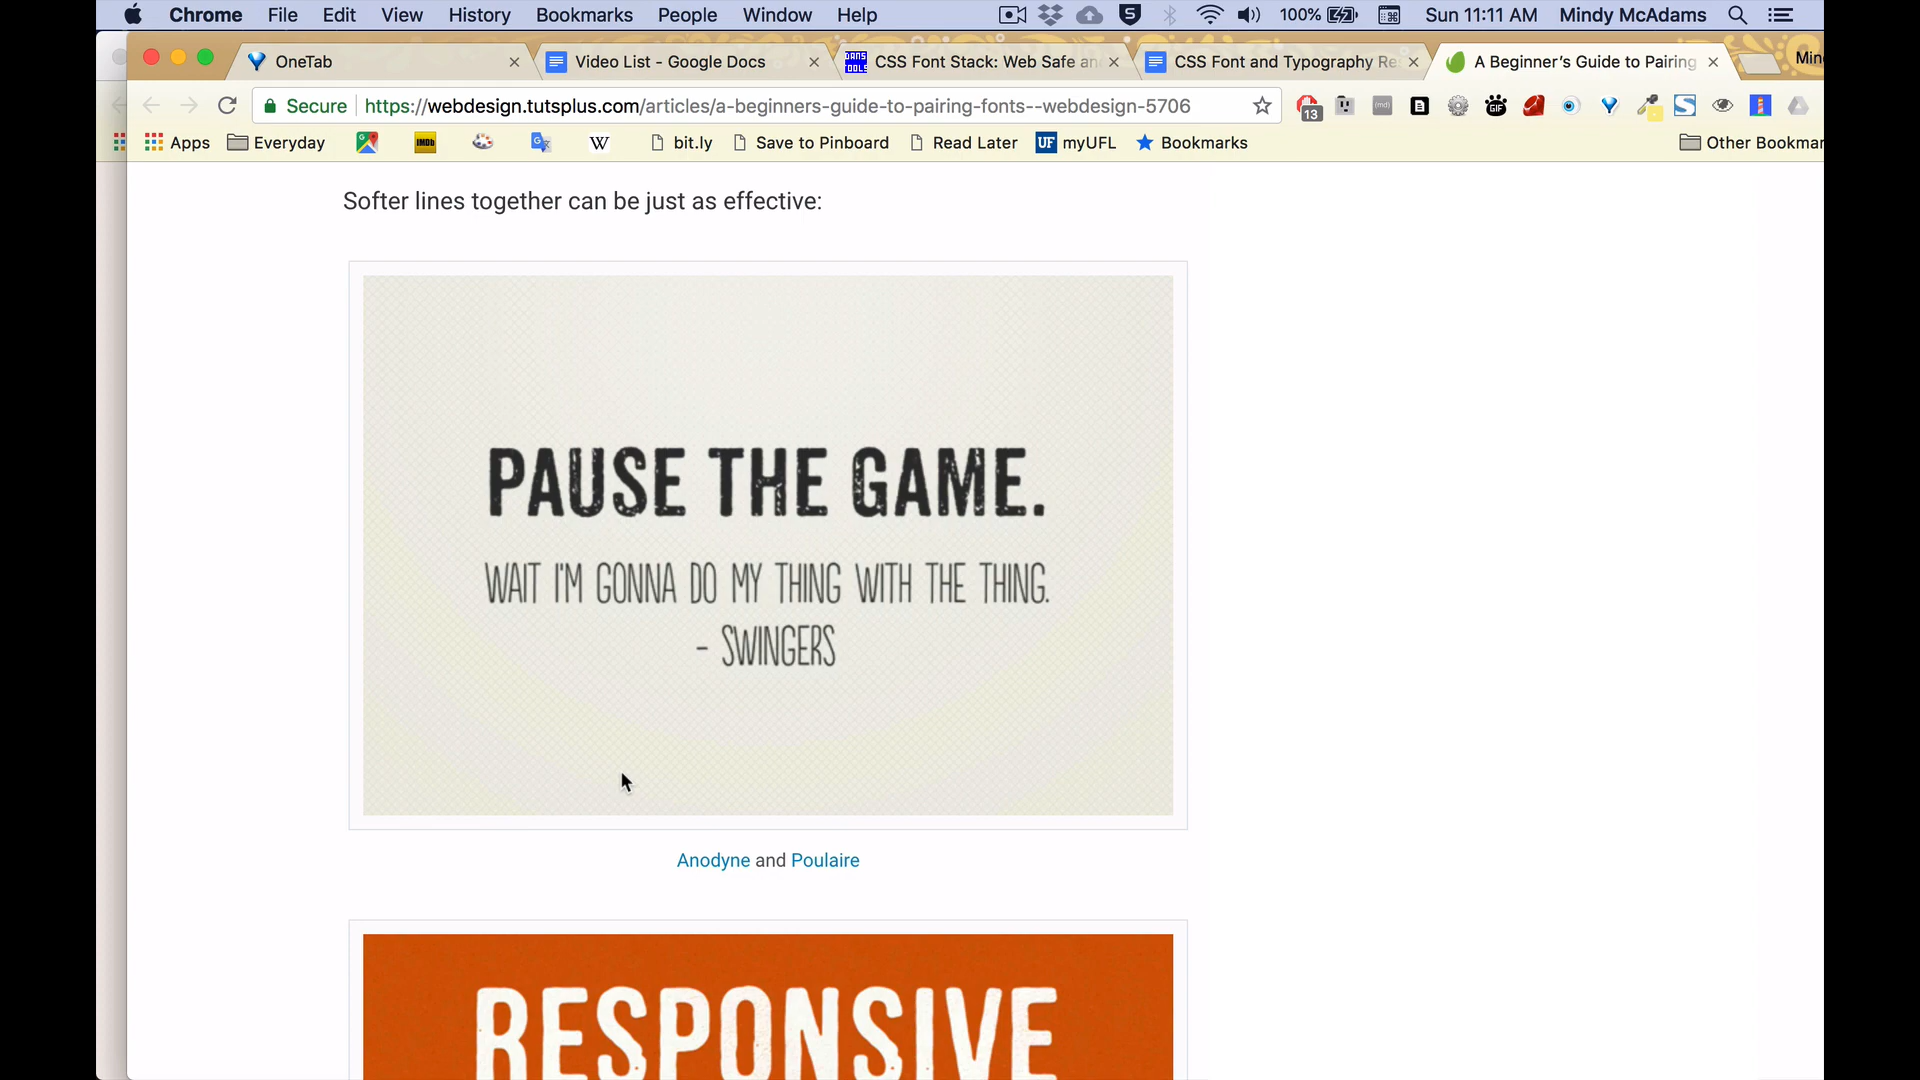 Chrome File Edit View History Bookmarks People Window Help 100% Sun 11:11 AM Mindy McAdams
OneTab Video List - Google Docs CSS Font Stack: Web Safe an CSS Font and Typography Re A Beginner's Guide to Pairing
Secure https://webdesign.tutsplus.com/articles/a-beginners-guide-to-pairing-fonts--webdesign-5706 13
Apps Everyday IMDb W bit.ly Save to Pinboard Read Later UF myUFL Bookmarks Other Bookmar
Softer lines together can be just as effective:
PAUSE THE GAME.
WAIT I'M GONNA DO MY THING WITH THE THING.
- SWINGERS
Anodyne and Poulaire
RESPONSIVE